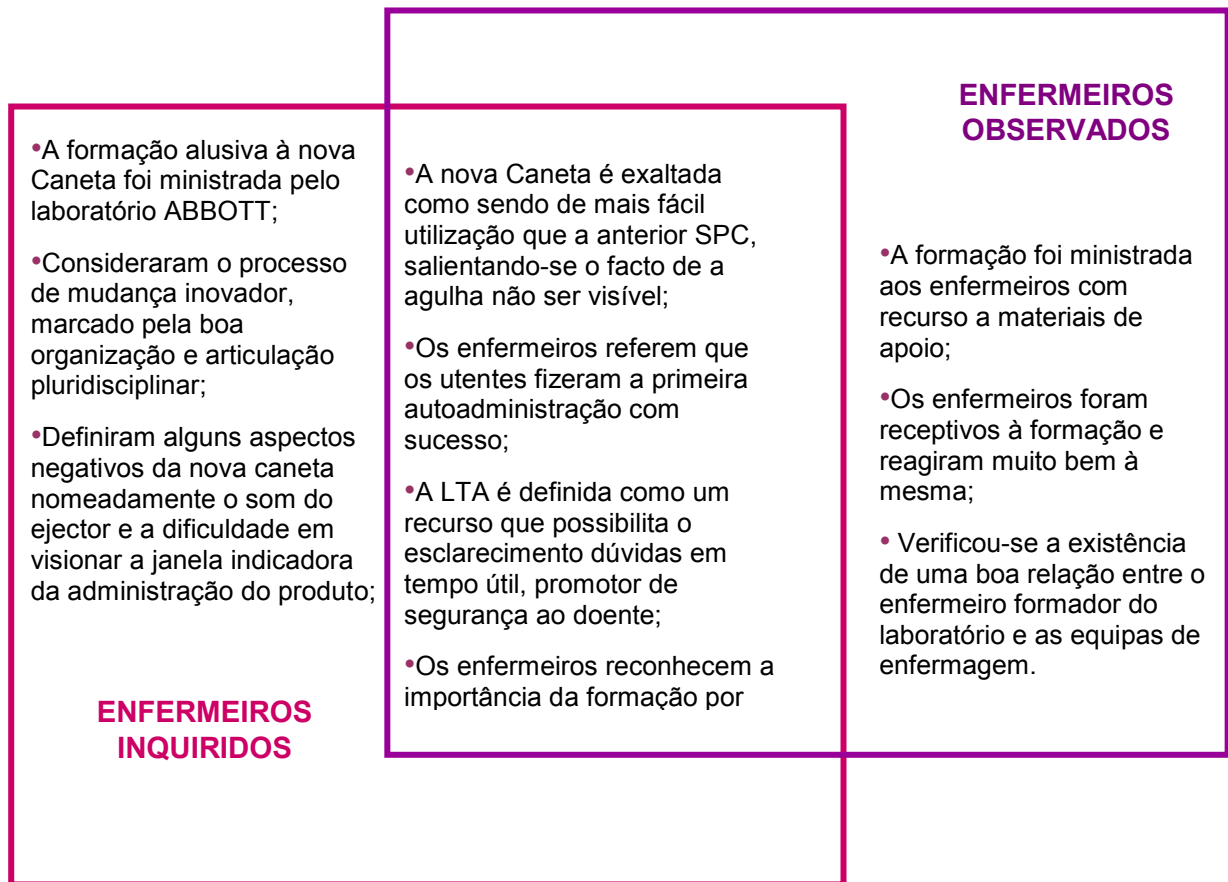 •A formação alusiva à nova
Caneta foi ministrada pelo
laboratório ABBOTT;
•Consideraram o processo
de mudança inovador,
marcado pela boa
organização e articulação
pluridisciplinar;
•Definiram alguns aspectos
negativos da nova caneta
nomeadamente o som do
ejector e a dificuldade em
visionar a janela indicadora
da administração do produto;
ENFERMEIROS
INQUIRIDOS
•A nova Caneta é exaltada
como sendo de mais fácil
utilização que a anterior SPC,
salientando-se o facto de a
agulha não ser visível;
•Os enfermeiros referem que
os utentes fizeram a primeira
autoadministração com
sucesso;
•A LTA é definida como um
recurso que possibilita o
esclarecimento dúvidas em
tempo útil, promotor de
segurança ao doente;
•Os enfermeiros reconhecem a
importância da formação por
ENFERMEIROS
OBSERVADOS
•A formação foi ministrada
aos enfermeiros com
recurso a materiais de
apoio;
•Os enfermeiros foram
receptivos à formação e
reagiram muito bem à
mesma;
• Verificou-se a existência
de uma boa relação entre o
enfermeiro formador do
laboratório e as equipas de
enfermagem.